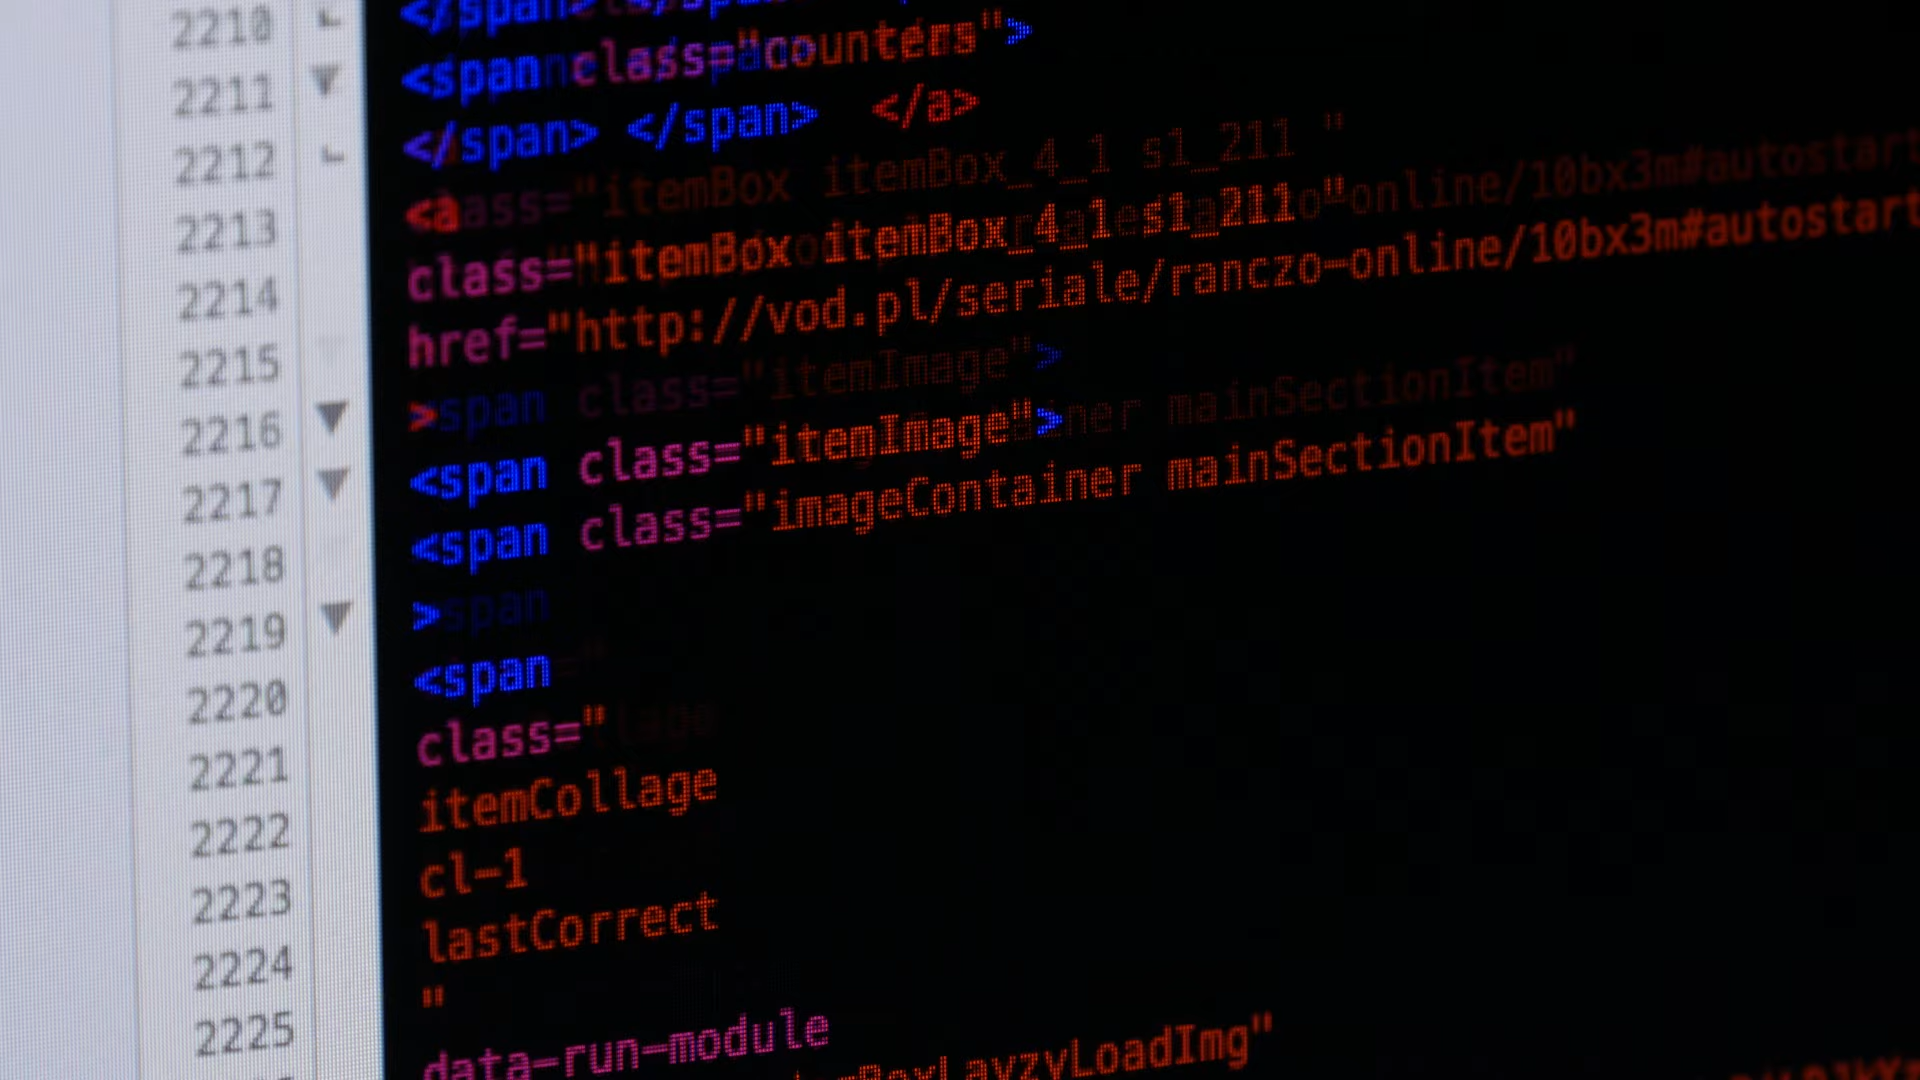 2210
2211
2212
2213
2214
2215
2216
2217
2218
2219
2220
2221
2222
2223
2224
2225
</span>
<span class="counters">
</span> </span> </a>
<a
class="itemBox itemBox_4_1 s1_211 "
href="http://vod.pl/seriale/ranczo-online/10bx3m#autostart
>
<span class="itemImage">
<span class="imageContainer mainSectionItem"
>
<span
class="
itemCollage
cl-1
lastCorrect
"
data-run-module
BoxLayzyLoadImg"